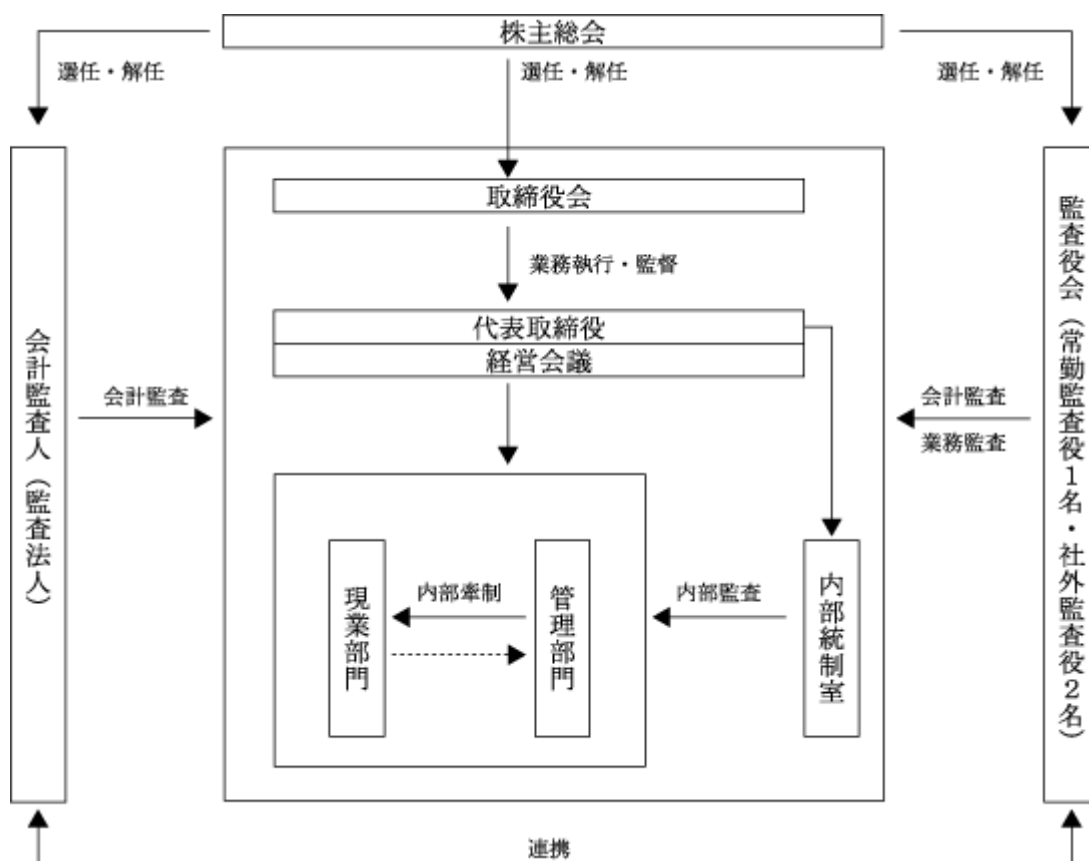 株主総会
選任・解任
選任・解任
選任・解任
取締役会
業務執行・監督
代表取締役
経営会議
会計監査人（監査法人）
会計監査
会計監査
業務監査
監査役会（常勤監査役１名・社外監査役２名）
現業部門
内部牽制
管理部門
内部監査
内部統制室
連携